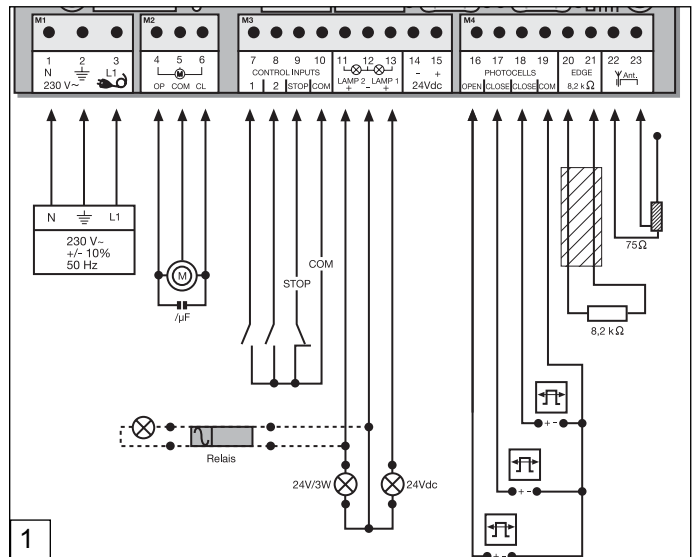 M1 M2 M3 M4
1 2 3 4 5 6 7 8 9 10 11 12 13 14 15 16 17 18 19 20 21 22 23
N L1 M CONTROL INPUTS - + PHOTOCELLS EDGE Ant.
230 V~ OP COM CL 1 2 STOP COM LAMP 2 LAMP 1 24Vdc OPEN CLOSE CLOSE COM 8,2 kΩ
+ - +
N L1
230 V~
+/- 10%
50 Hz
M
/µF
COM
STOP
75Ω
8,2 kΩ
+ -
Relais
+ -
24V/3W 24Vdc
+ -
1